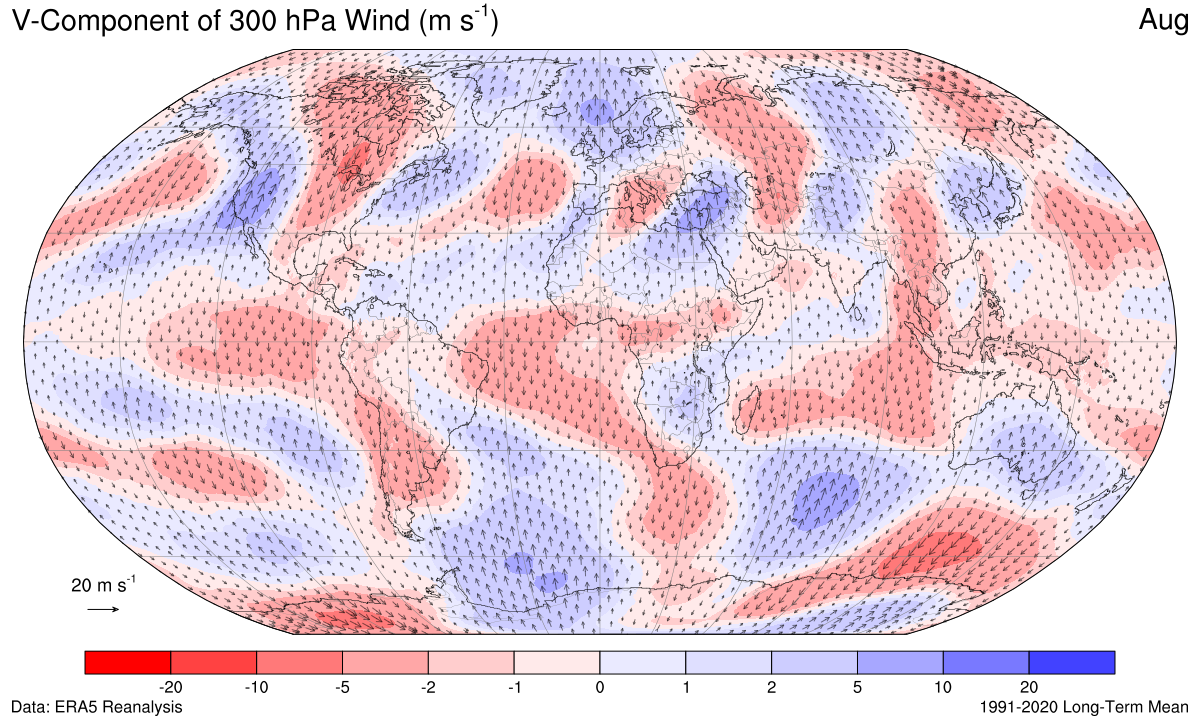 V-Component of 300 hPa Wind (m s-1) Aug
20 m s-1
-20 -10 -5 -2 -1 0 1 2 5 10 20
Data: ERA5 Reanalysis 1991-2020 Long-Term Mean